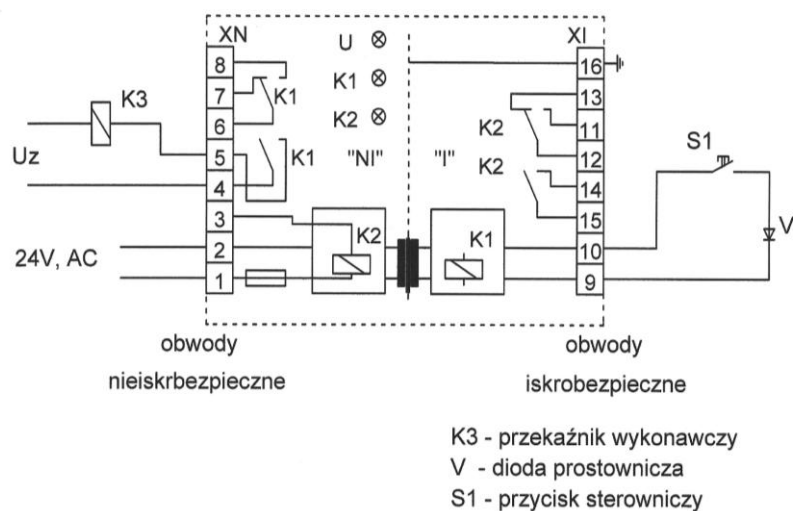 XN
XI
U
K1
K2
8
7
6
5
4
3
2
1
K1
K1
K3
Uz
24V, AC
"NI"
"I"
K2
K1
16
13
11
12
14
15
10
9
K2
K2
S1
V
obwody
nieiskrbezpieczne
obwody
iskrobezpieczne
K3 - przekaźnik wykonawczy
V - dioda prostownicza
S1 - przycisk sterowniczy